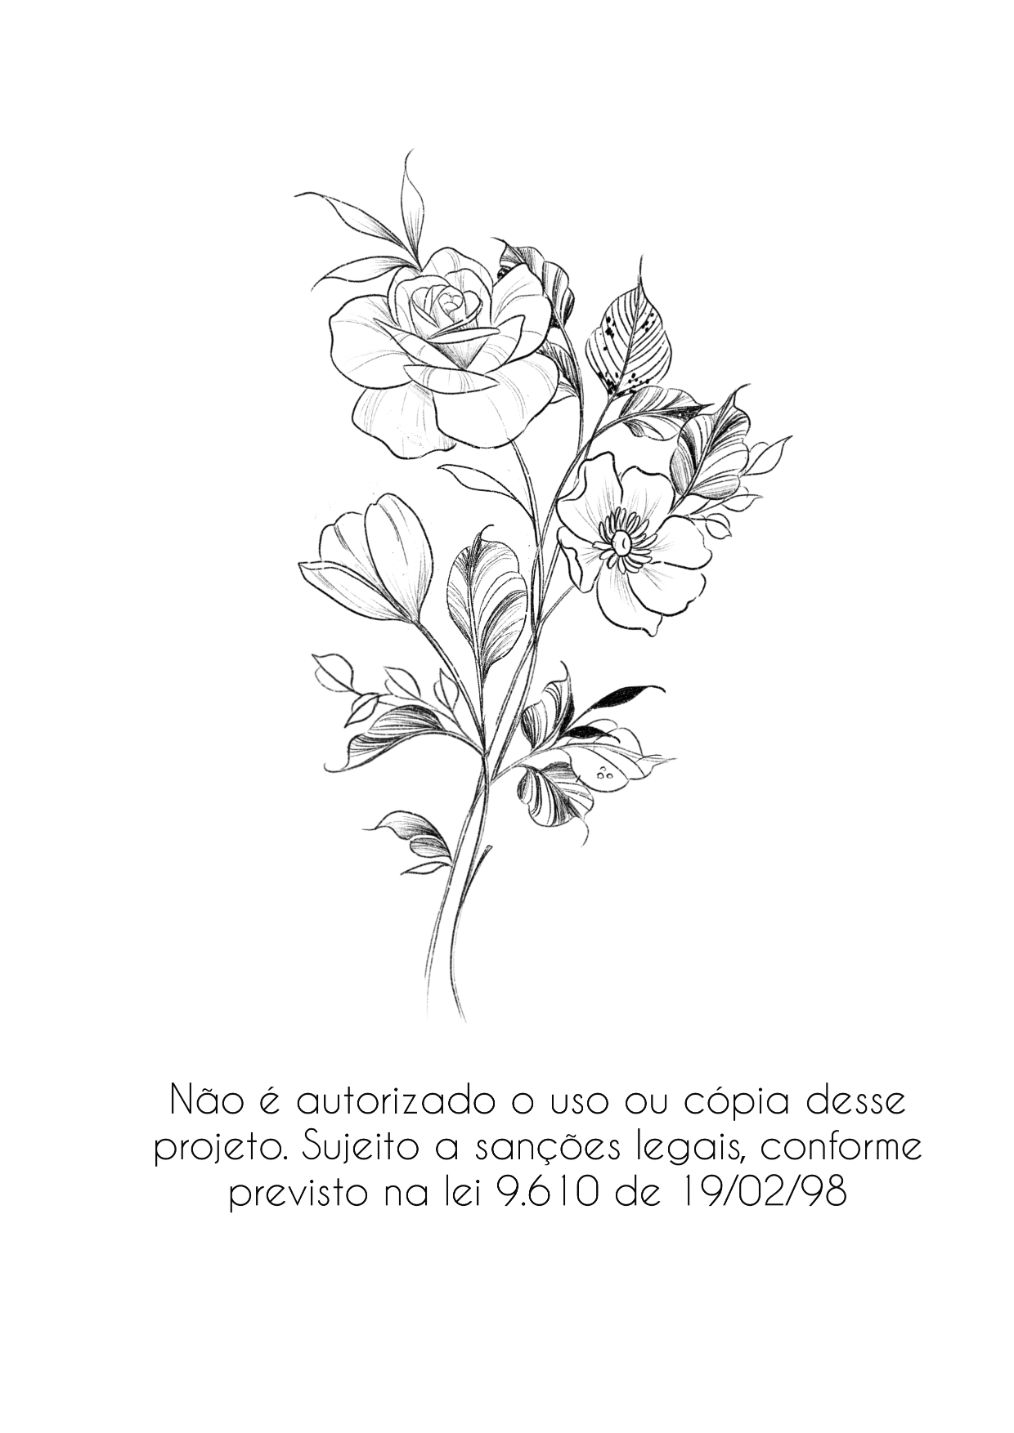 Não é autorizado o uso ou cópia desse
projeto. Sujeito a sanções legais, conforme
previsto na lei 9.610 de 19/02/98